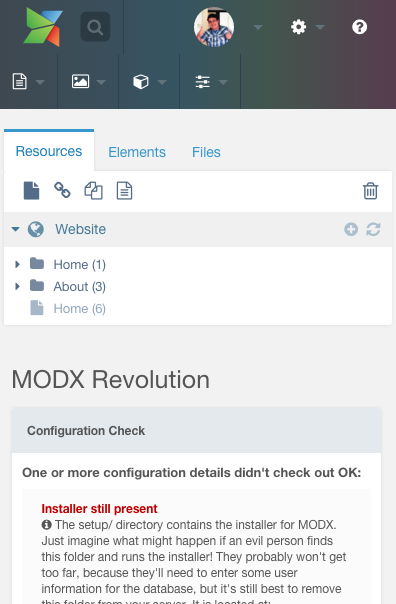 Resources Elements Files
Website
Home (1)
About (3)
Home (6)
MODX Revolution
Configuration Check
One or more configuration details didn't check out OK:
Installer still present
The setup/ directory contains the installer for MODX.
Just imagine what might happen if an evil person finds
this folder and runs the installer! They probably won't get
too far, because they'll need to enter some user
information for the database, but it's still best to remove
this folder from your server. It is located at: